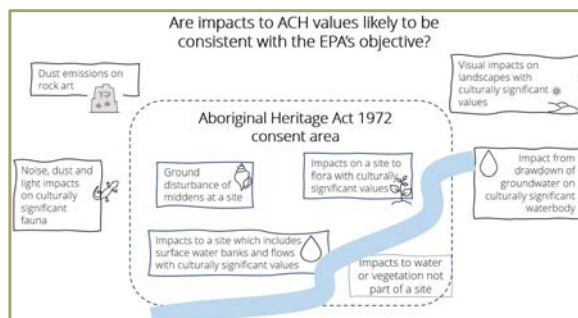 Are impacts to ACH values likely to be
consistent with the EPA's objective?
Dust emissions on
rock art
Visual impacts on
landscapes with
culturally significant
values
Aboriginal Heritage Act 1972
consent area
Noise, dust and
light impacts
on culturally
significant
fauna
Ground
disturbance of
middens at a site
Impacts on a site to
flora with culturally
significant values
Impact from
drawdown of
groundwater on
culturally significant
waterbody
Impacts to a site which includes
surface water banks and flows
with culturally significant values
Impacts to water
or vegetation not
part of a site